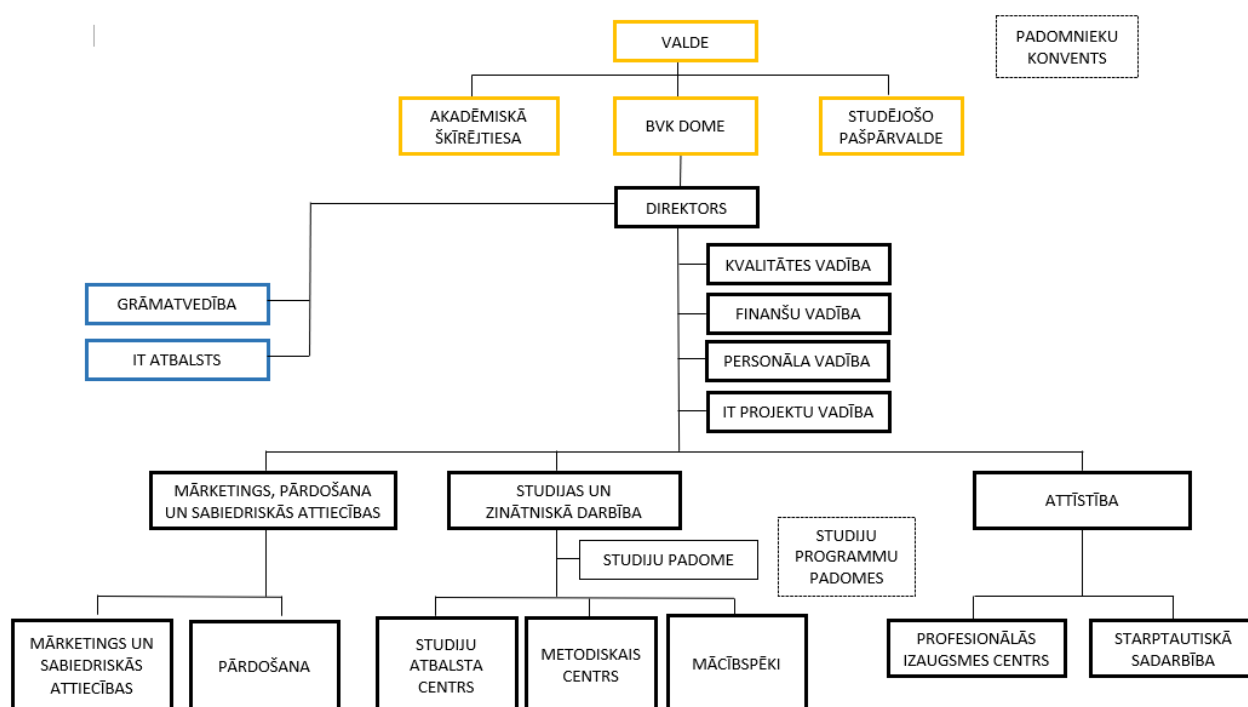 VALDE
PADOMNIEKU
KONVENTS
AKADĒMISKĀ
ŠĶĪRĒJTIESA
BVK DOME
STUDĒJOŠO
PAŠPĀRVALDE
DIREKTORS
KVALITĀTES VADĪBA
GRĀMATVEDĪBA
FINANŠU VADĪBA
IT ATBALSTS
PERSONĀLA VADĪBA
IT PROJEKTU VADĪBA
MĀRKETINGS, PĀRDOŠANA
UN SABIEDRISKĀS ATTIECĪBAS
STUDIJAS UN
ZINĀTNISKĀ DARBĪBA
ATTĪSTĪBA
STUDIJU PADOME
STUDIJU
PROGRAMMU
PADOMES
MĀRKETINGS UN
SABIEDRISKĀS
ATTIECĪBAS
PĀRDOŠANA
STUDIJU
ATBALSTA
CENTRS
METODISKAIS
CENTRS
MĀCĪBSPĒKI
PROFESIONĀLĀS
IZAUGSMES CENTRS
STARPTAUTISKĀ
SADARBĪBA